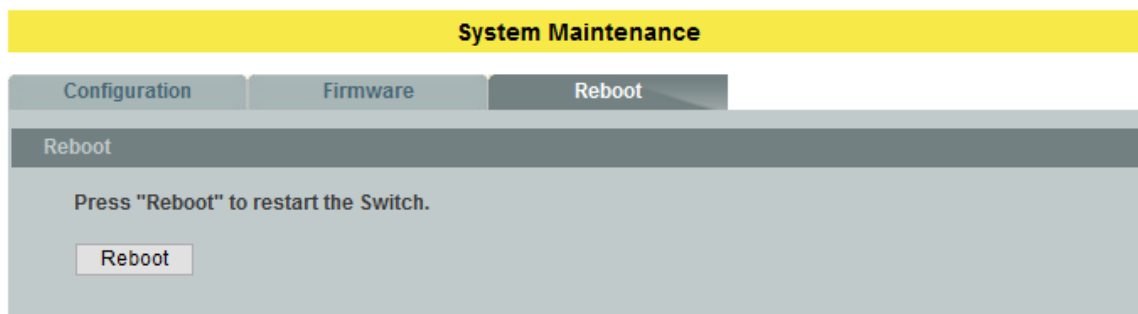 System Maintenance
Configuration Firmware Reboot
Reboot
Press "Reboot" to restart the Switch.
Reboot